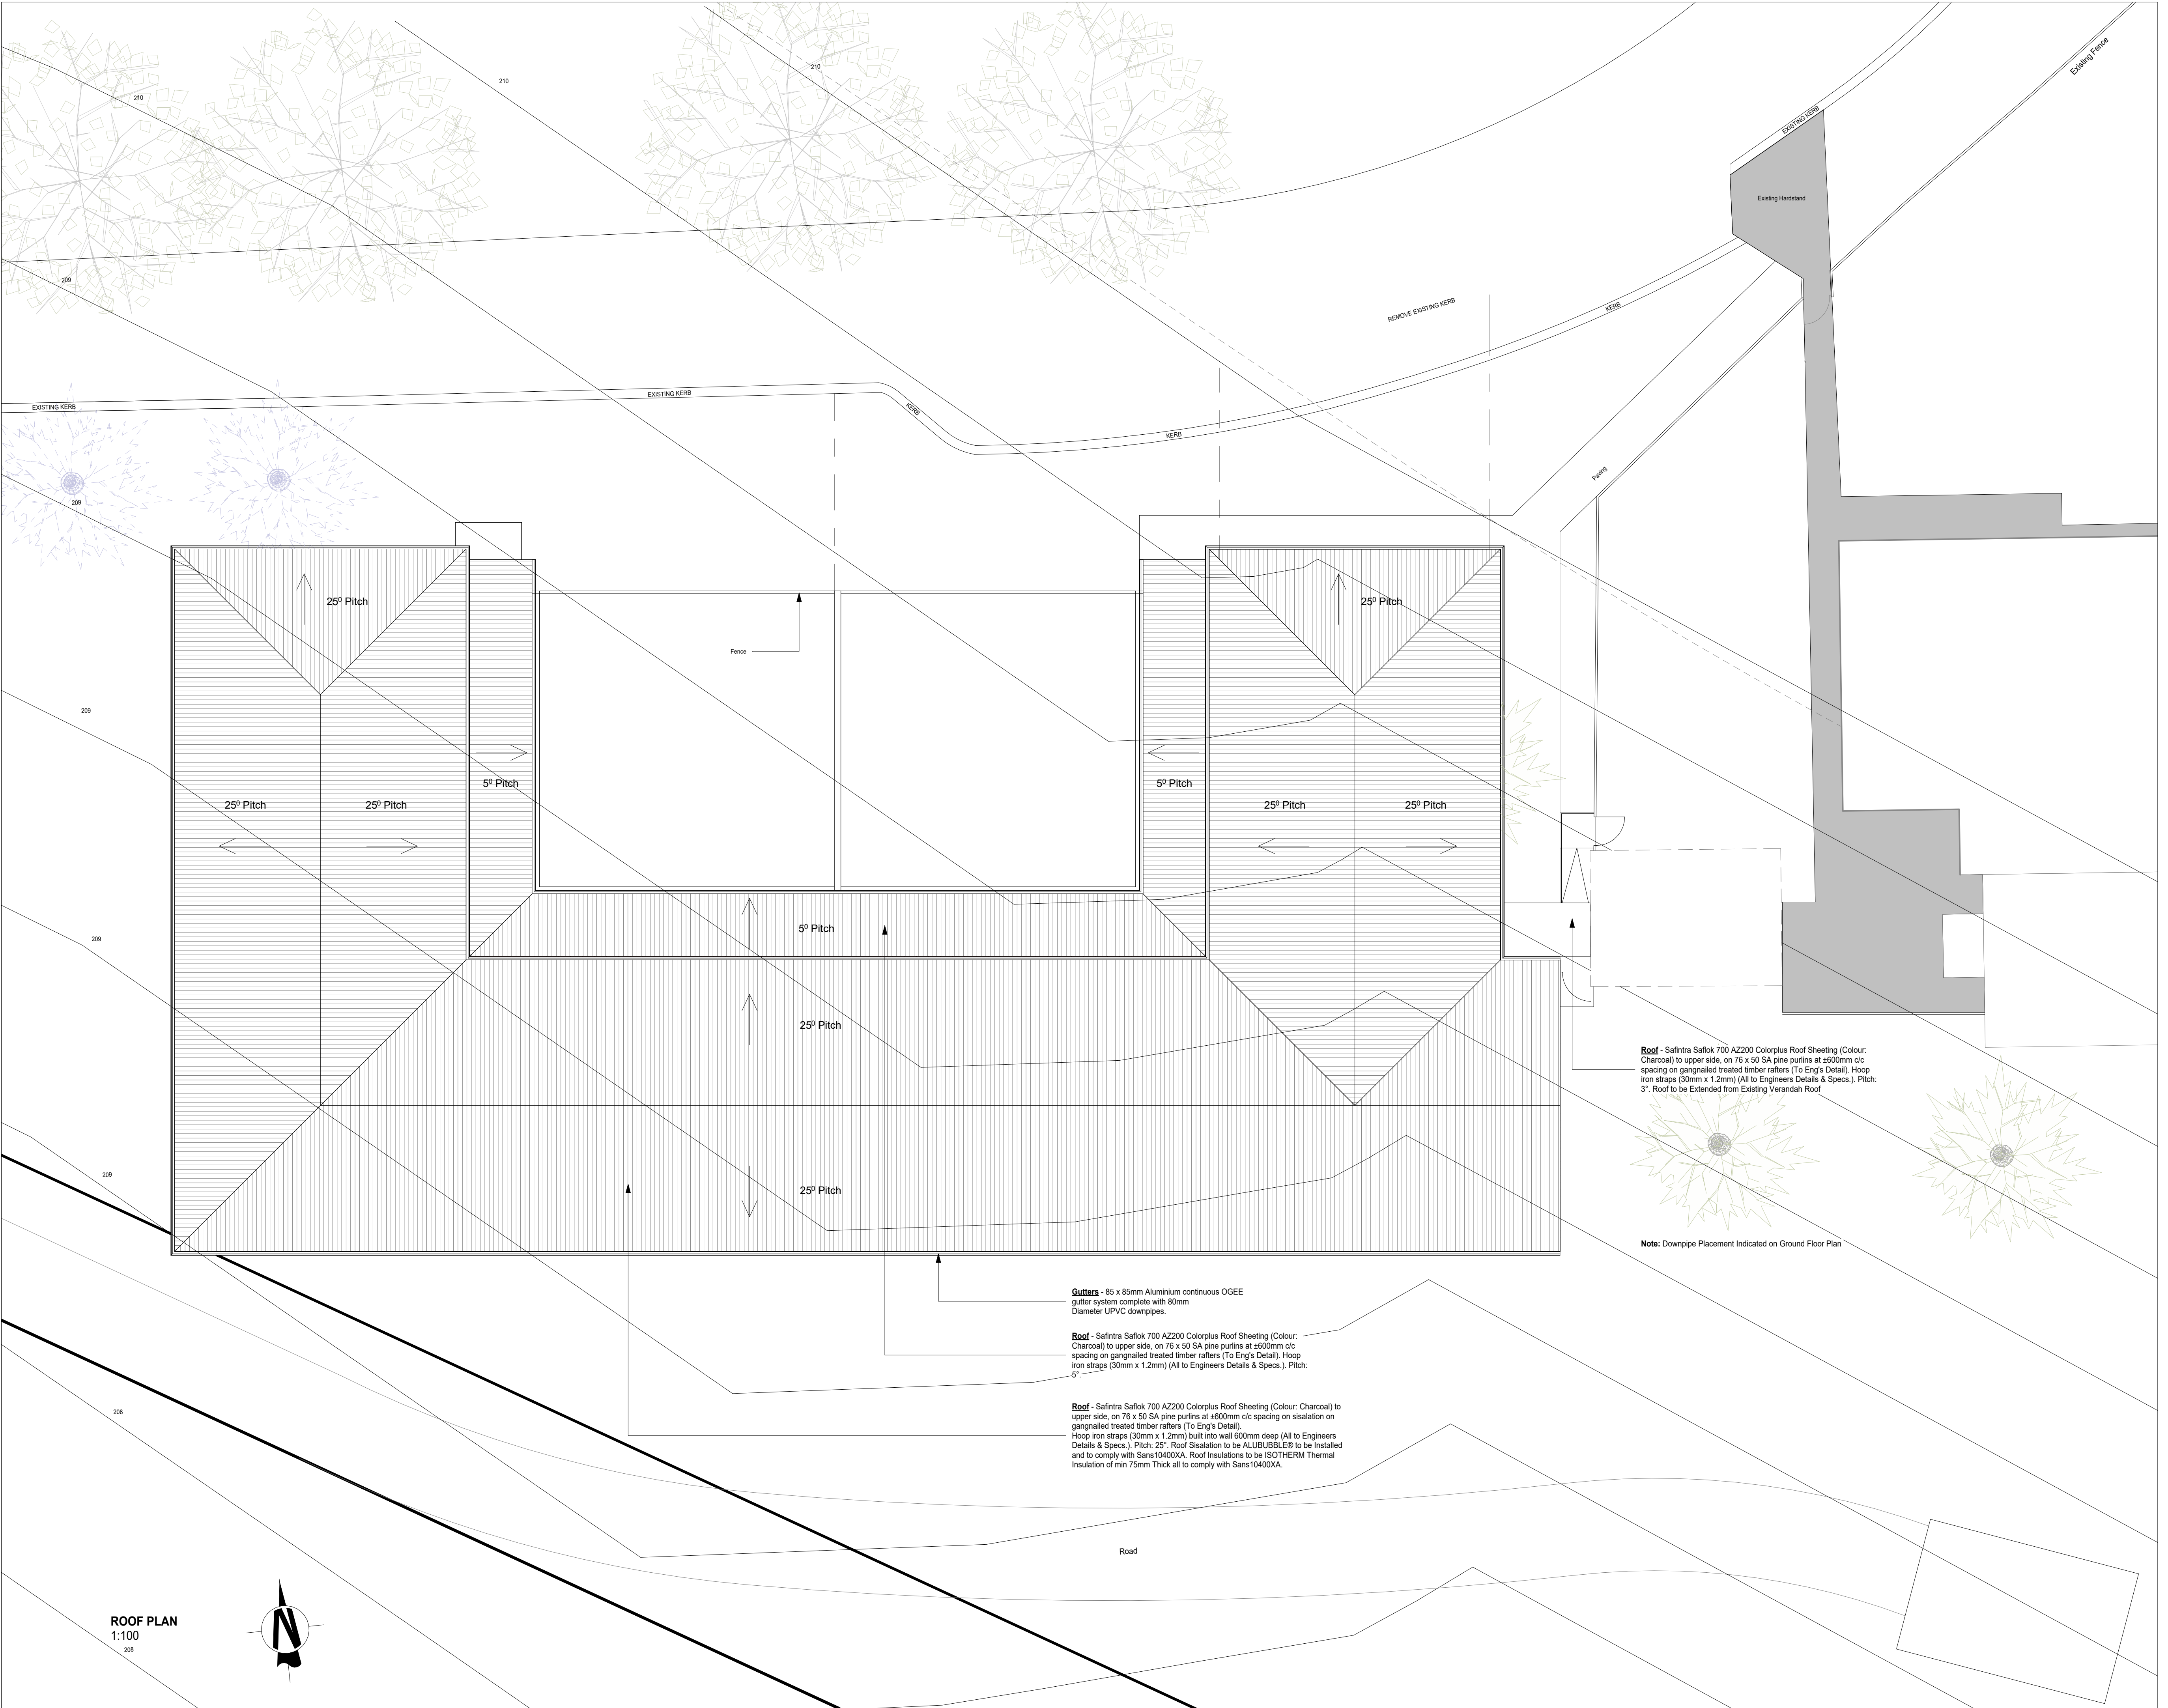 210
210
210
Existing Fence
EXISTING KERB
Existing Hardstand
209
REMOVE EXISTING KERB
KERB
EXISTING KERB
EXISTING KERB
KERB
KERB
Paving
209
25⁰ Pitch
25⁰ Pitch
Fence
209
5⁰ Pitch
5⁰ Pitch
25⁰ Pitch
25⁰ Pitch
25⁰ Pitch
25⁰ Pitch
5⁰ Pitch
209
25⁰ Pitch
Roof - Safintra Saflok 700 AZ200 Colorplus Roof Sheeting (Colour:
Charcoal) to upper side, on 76 x 50 SA pine purlins at ±600mm c/c
spacing on gangnailed treated timber rafters (To Eng's Detail). Hoop
iron straps (30mm x 1.2mm) (All to Engineers Details & Specs.). Pitch:
3°. Roof to be Extended from Existing Verandah Roof
209
25⁰ Pitch
Note: Downpipe Placement Indicated on Ground Floor Plan
Gutters - 85 x 85mm Aluminium continuous OGEE
gutter system complete with 80mm
Diameter UPVC downpipes.
Roof - Safintra Saflok 700 AZ200 Colorplus Roof Sheeting (Colour:
Charcoal) to upper side, on 76 x 50 SA pine purlins at ±600mm c/c
spacing on gangnailed treated timber rafters (To Eng's Detail). Hoop
iron straps (30mm x 1.2mm) (All to Engineers Details & Specs.). Pitch:
5°.
Roof - Safintra Saflok 700 AZ200 Colorplus Roof Sheeting (Colour: Charcoal) to
upper side, on 76 x 50 SA pine purlins at ±600mm c/c spacing on sisalation on
gangnailed treated timber rafters (To Eng's Detail).
Hoop iron straps (30mm x 1.2mm) built into wall 600mm deep (All to Engineers
Details & Specs.). Pitch: 25°. Roof Sisalation to be ALUBUBBLE® to be Installed
and to comply with Sans10400XA. Roof Insulations to be ISOTHERM Thermal
Insulation of min 75mm Thick all to comply with Sans10400XA.
208
Road
ROOF PLAN
1:100
208
N